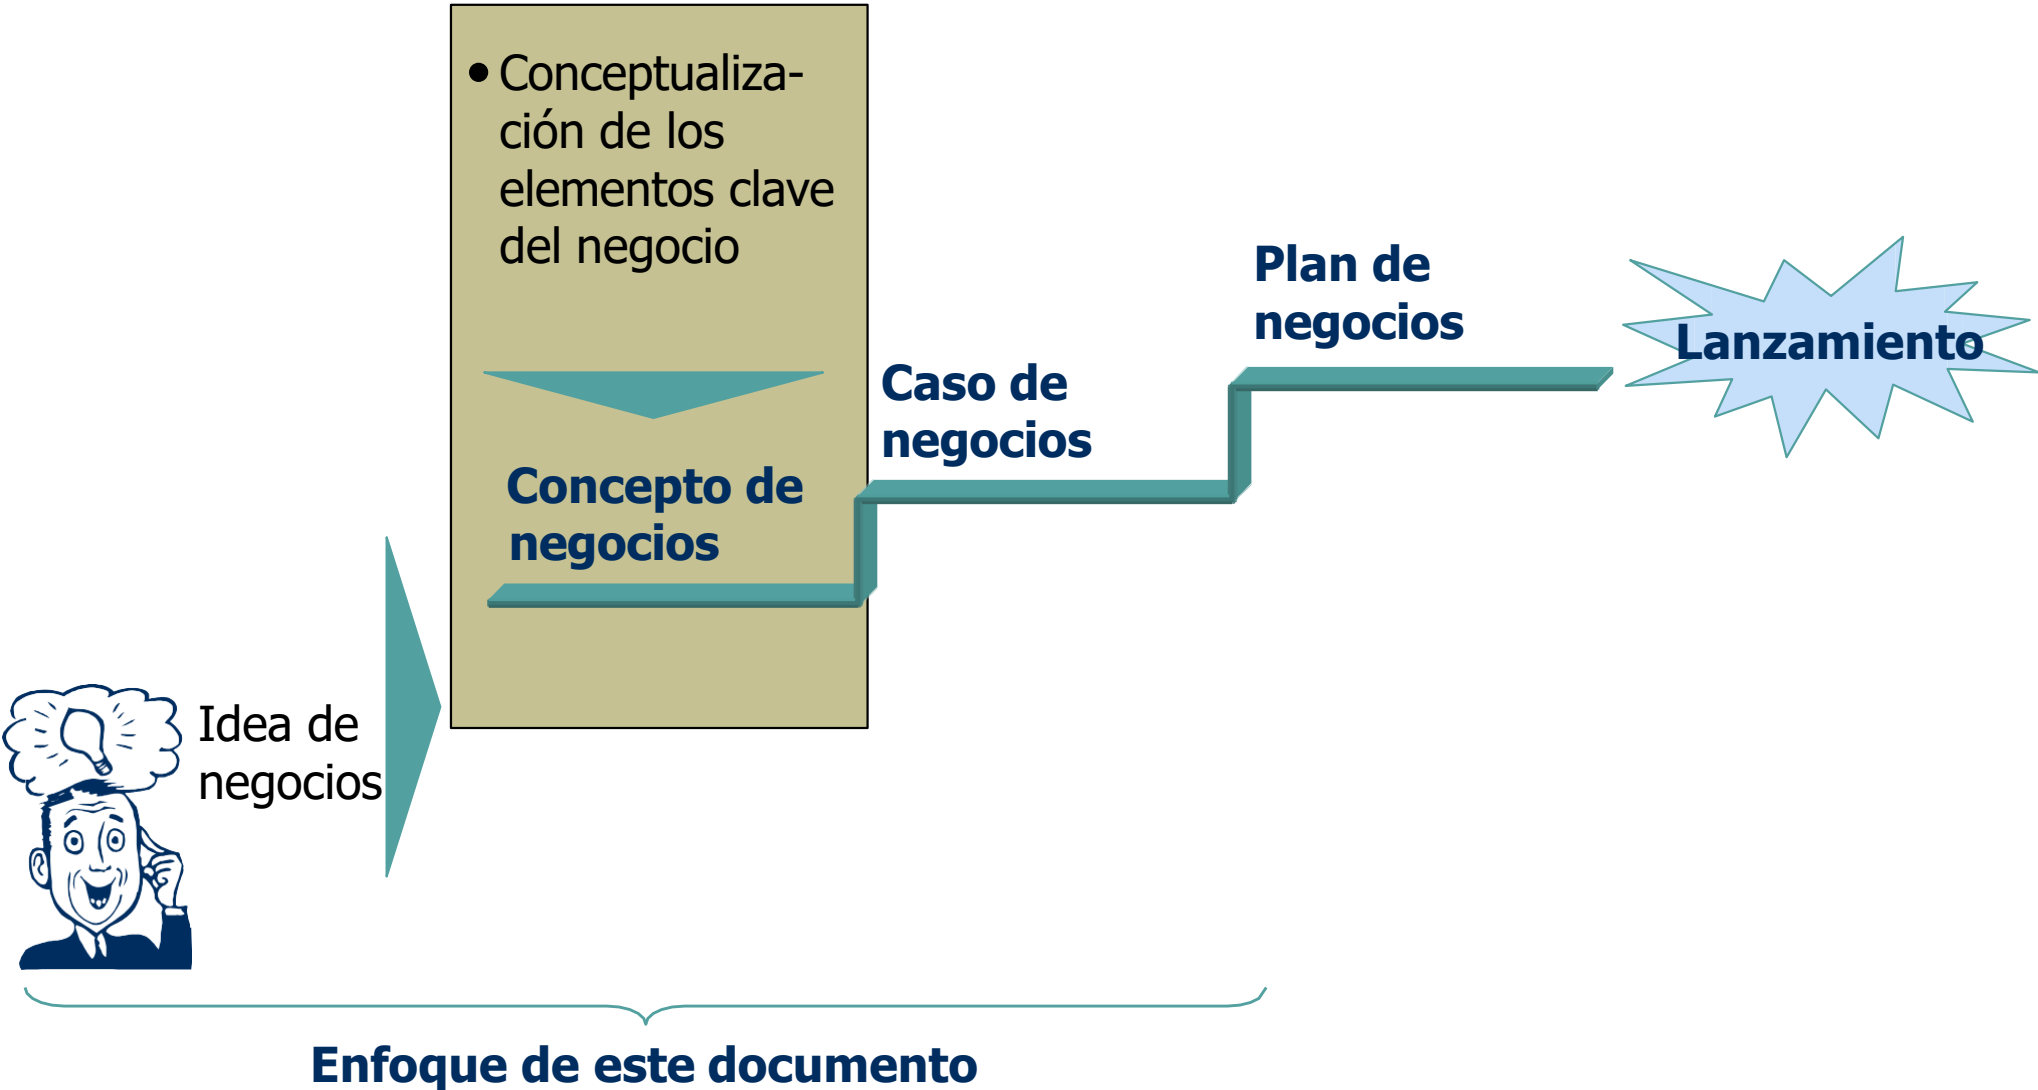 • Conceptualiza-
ción de los
elementos clave
del negocio
Concepto de
negocios
Caso de
negocios
Plan de
negocios
Lanzamiento
Idea de
negocios
Enfoque de este documento